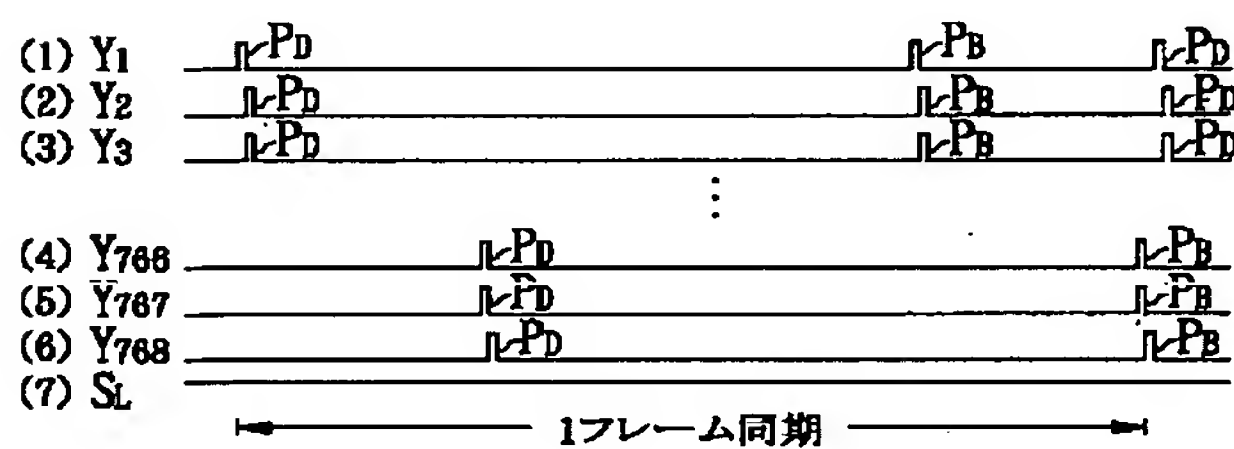 (1) Y1 PD PB PD
(2) Y2 PD PB PD
(3) Y3 PD PB PD
⋮
(4) Y766 PD PB
(5) Y767 PD PB
(6) Y768 PD PB
(7) SL
1フレーム同期